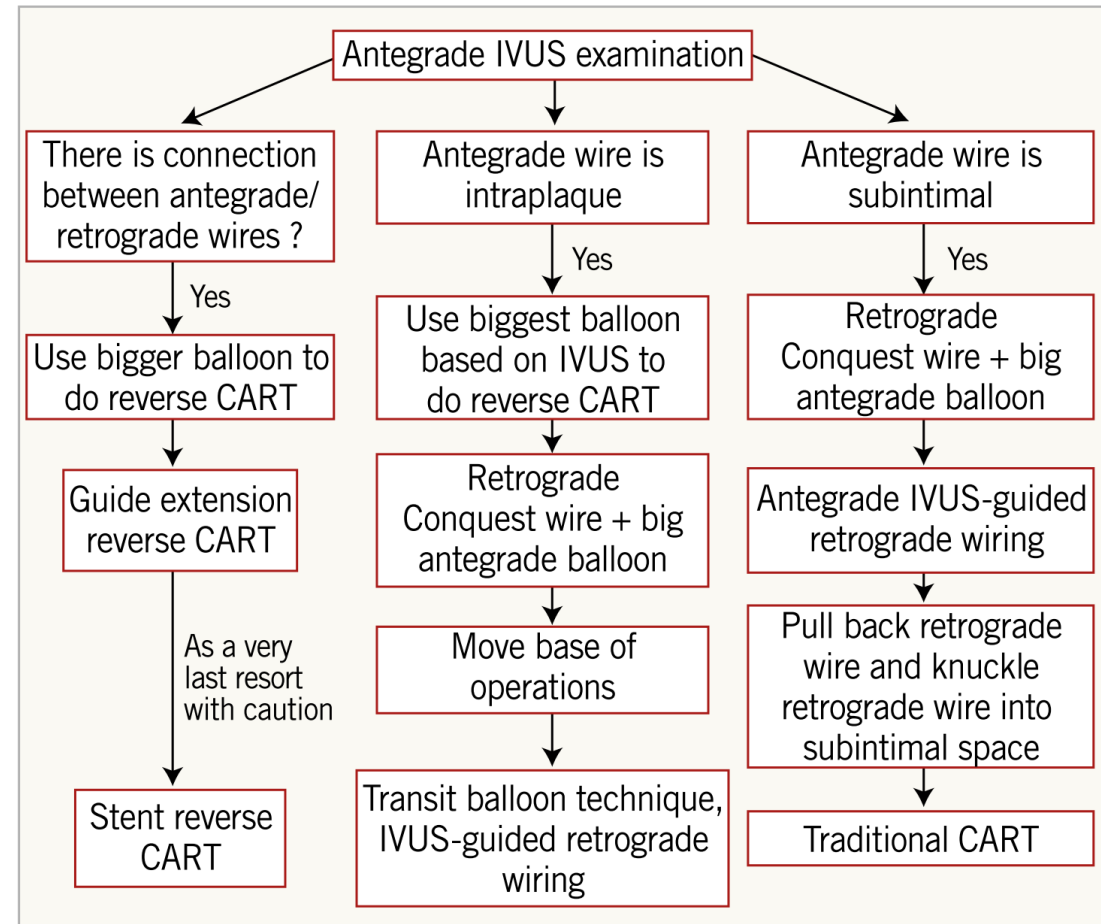 Antegrade IVUS examination
There is connection
between antegrade/
retrograde wires ?
Yes
Use bigger balloon to
do reverse CART
Guide extension
reverse CART
As a very
last resort
with caution
Stent reverse
CART
Antegrade wire is
intraplaque
Yes
Use biggest balloon
based on IVUS to
do reverse CART
Retrograde
Conquest wire + big
antegrade balloon
Move base of
operations
Transit balloon technique,
IVUS-guided retrograde
wiring
Antegrade wire is
subintimal
Yes
Retrograde
Conquest wire + big
antegrade balloon
Antegrade IVUS-guided
retrograde wiring
Pull back retrograde
wire and knuckle
retrograde wire into
subintimal space
Traditional CART